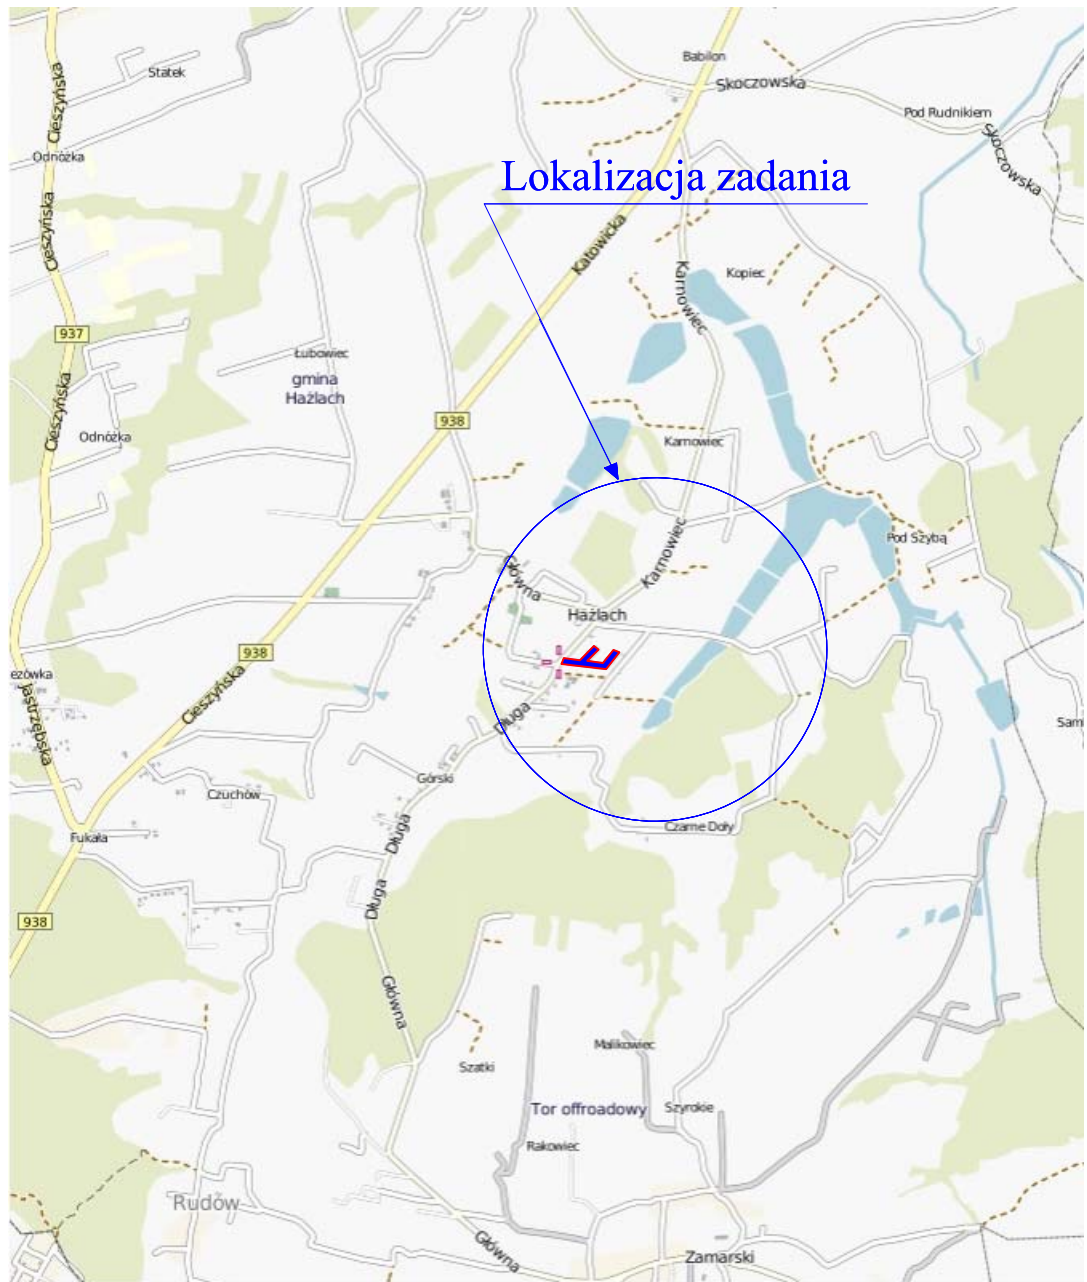 Babilon
Statek
Skoczowska
Cieszyńska
Pod Rudnikiem
Skoczowska
Odnóżka
Lokalizacja zadania
Cieszyńska
Katowicka
Karnowiec
Kopiec
937
Łubowiec
gmina
Hażlach
Cieszyńska
938
Odnóżka
Karnowiec
Pod Szybą
Karnowiec
Główna
Hażlach
938
ezówka
Cieszyńska
Jastrzębska
Długa
Sam
Górski
Czuchów
Fukała
Długa
Czarne Doły
Długa
938
Główna
Malikowiec
Szatki
Tor offroadowy
Szyrokie
Rakowiec
Rudów
Główna
Zamarski